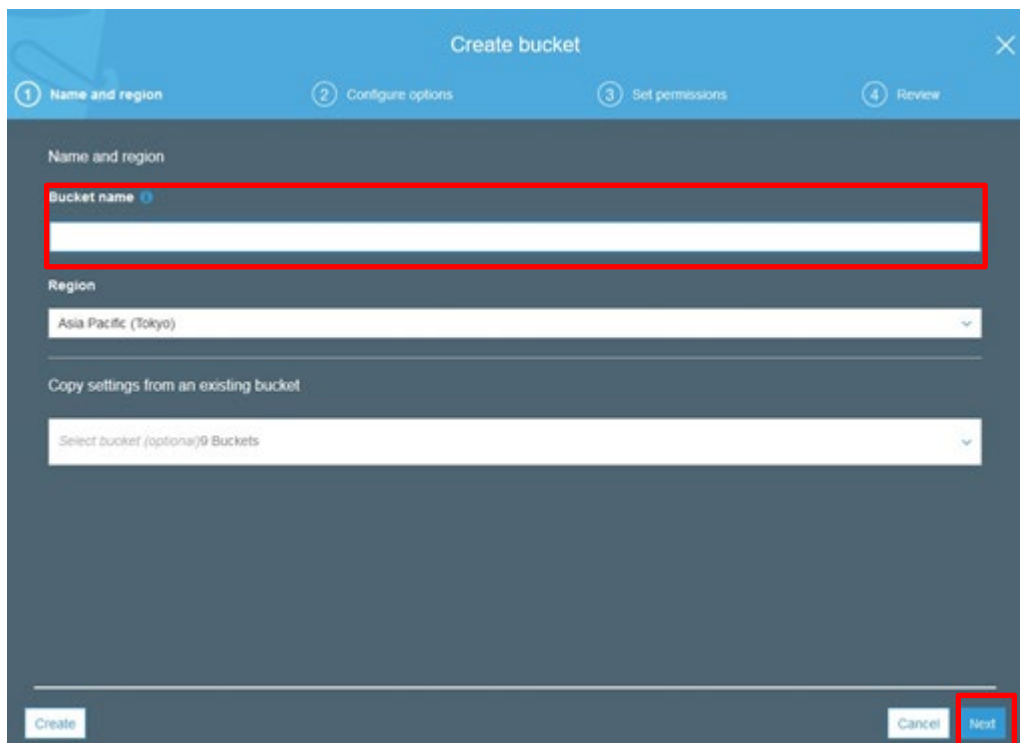 Create bucket
1 Name and region 2 Configure options 3 Set permissions 4 Review
Name and region
Bucket name
Region
Asia Pacific (Tokyo)
Copy settings from an existing bucket
Select bucket (optional)9 Buckets
Create Cancel Next